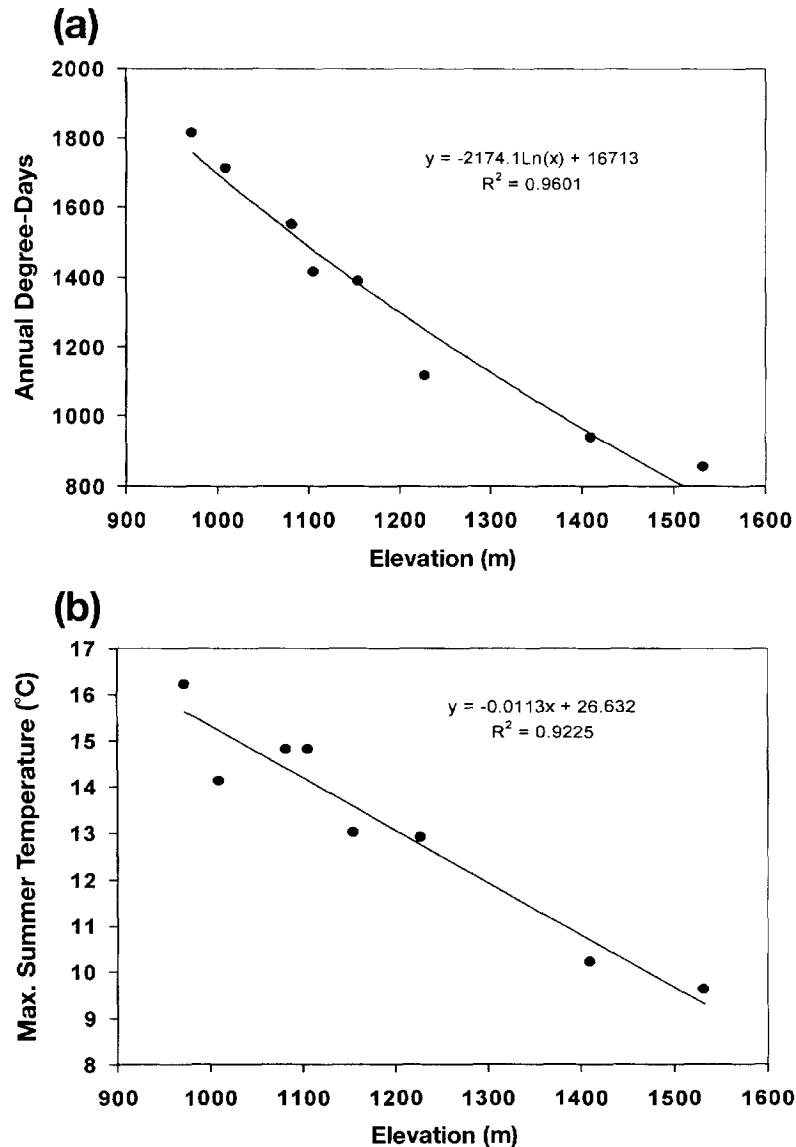 (a)
2000
1800
1600
1400
1200
1000
800
Annual Degree-Days
y = -2174.1Ln(x) + 16713
R² = 0.9601
900 1000 1100 1200 1300 1400 1500 1600
Elevation (m)
(b)
17
16
15
14
13
12
11
10
9
8
Max. Summer Temperature (°C)
y = -0.0113x + 26.632
R² = 0.9225
900 1000 1100 1200 1300 1400 1500 1600
Elevation (m)